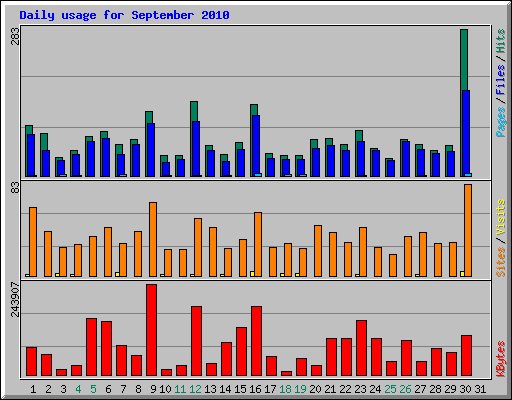 Daily usage for September 2010
283
Pages / Files / Hits
83
Sites / Visits
243907
KBytes
1 2 3 4 5 6 7 8 9 10 11 12 13 14 15 16 17 18 19 20 21 22 23 24 25 26 27 28 29 30 31